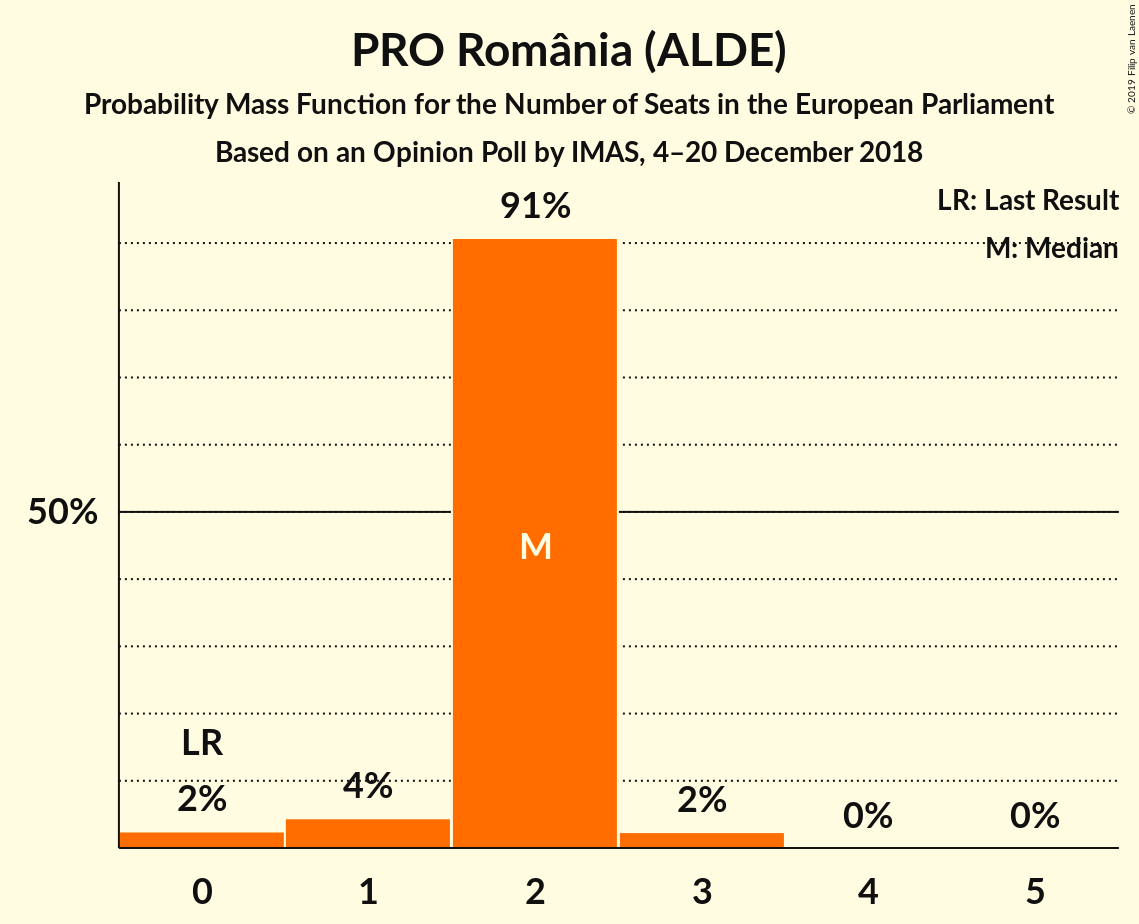 PRO România (ALDE)
Probability Mass Function for the Number of Seats in the European Parliament
Based on an Opinion Poll by IMAS, 4–20 December 2018
© 2019 Filip van Laenen
LR: Last Result
M: Median
91%
50%
M
LR
2%
4%
2%
0%
0%
0
1
2
3
4
5